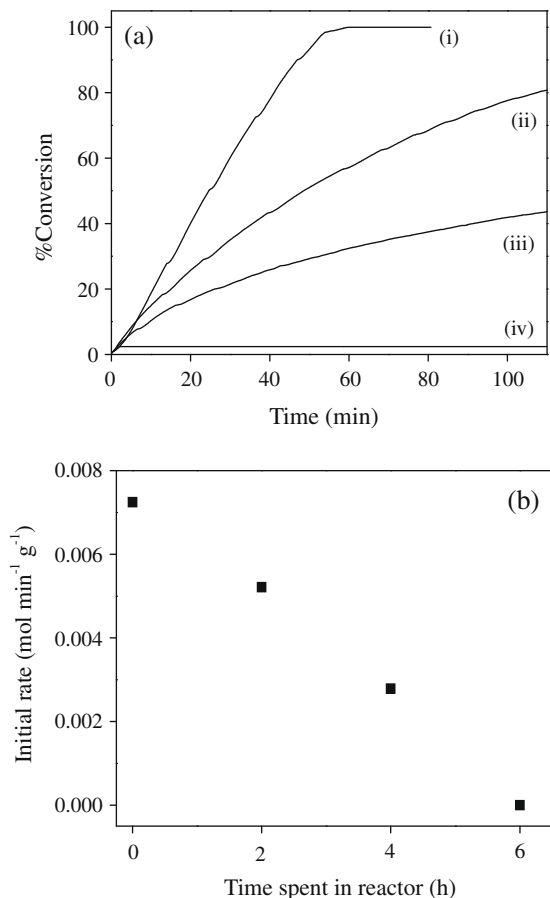 (a)
(i)
(ii)
(iii)
(iv)
%Conversion
100
80
60
40
20
0
0 20 40 60 80 100
Time (min)
(b)
Initial rate (mol min⁻¹ g⁻¹)
0.008
0.006
0.004
0.002
0.000
0 2 4 6
Time spent in reactor (h)